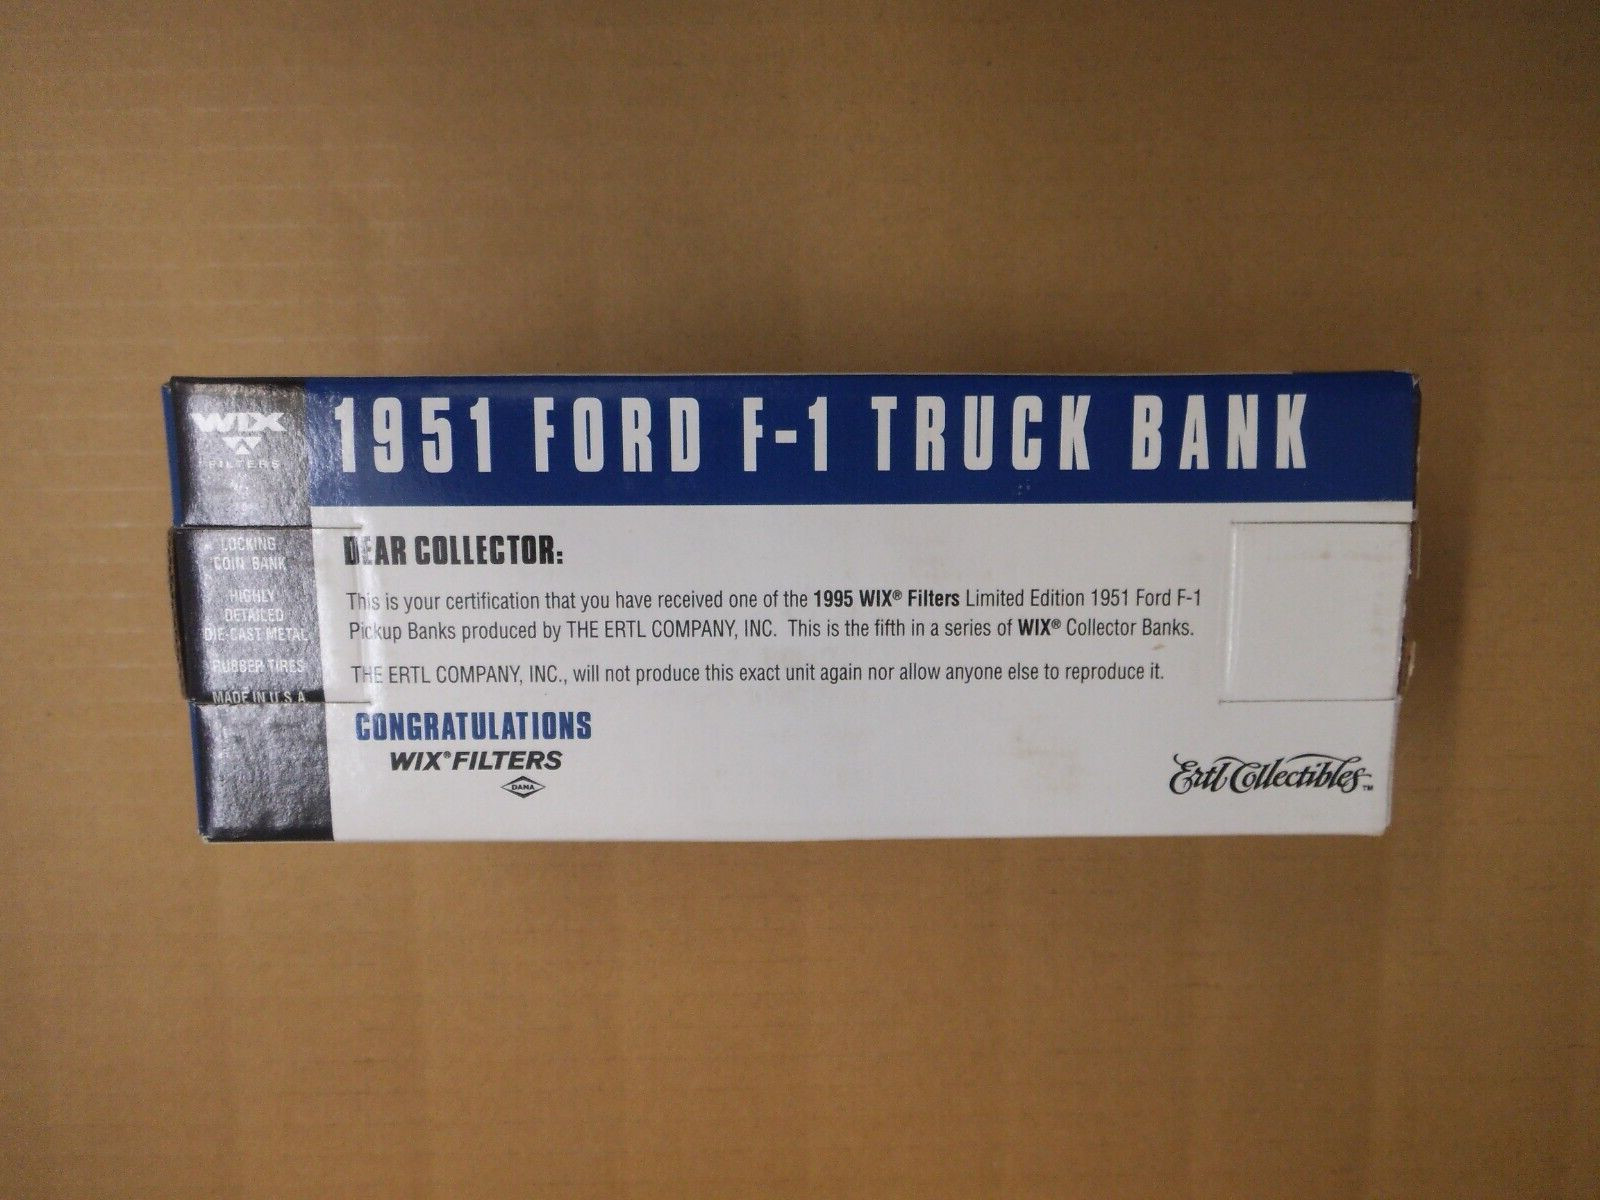 WIX
FILTERS
LOCKING
COIN BANK
HIGHLY
DETAILED
DIE-CAST METAL
RUBBER TIRES
MADE IN U.S.A
1951 FORD F-1 TRUCK BANK
DEAR COLLECTOR:
This is your certification that you have received one of the 1995 WIX® Filters Limited Edition 1951 Ford F-1
Pickup Banks produced by THE ERTL COMPANY, INC. This is the fifth in a series of WIX® Collector Banks.
THE ERTL COMPANY, INC., will not produce this exact unit again nor allow anyone else to reproduce it.
CONGRATULATIONS
WIX® FILTERS
DANA
Ertl Collectibles™